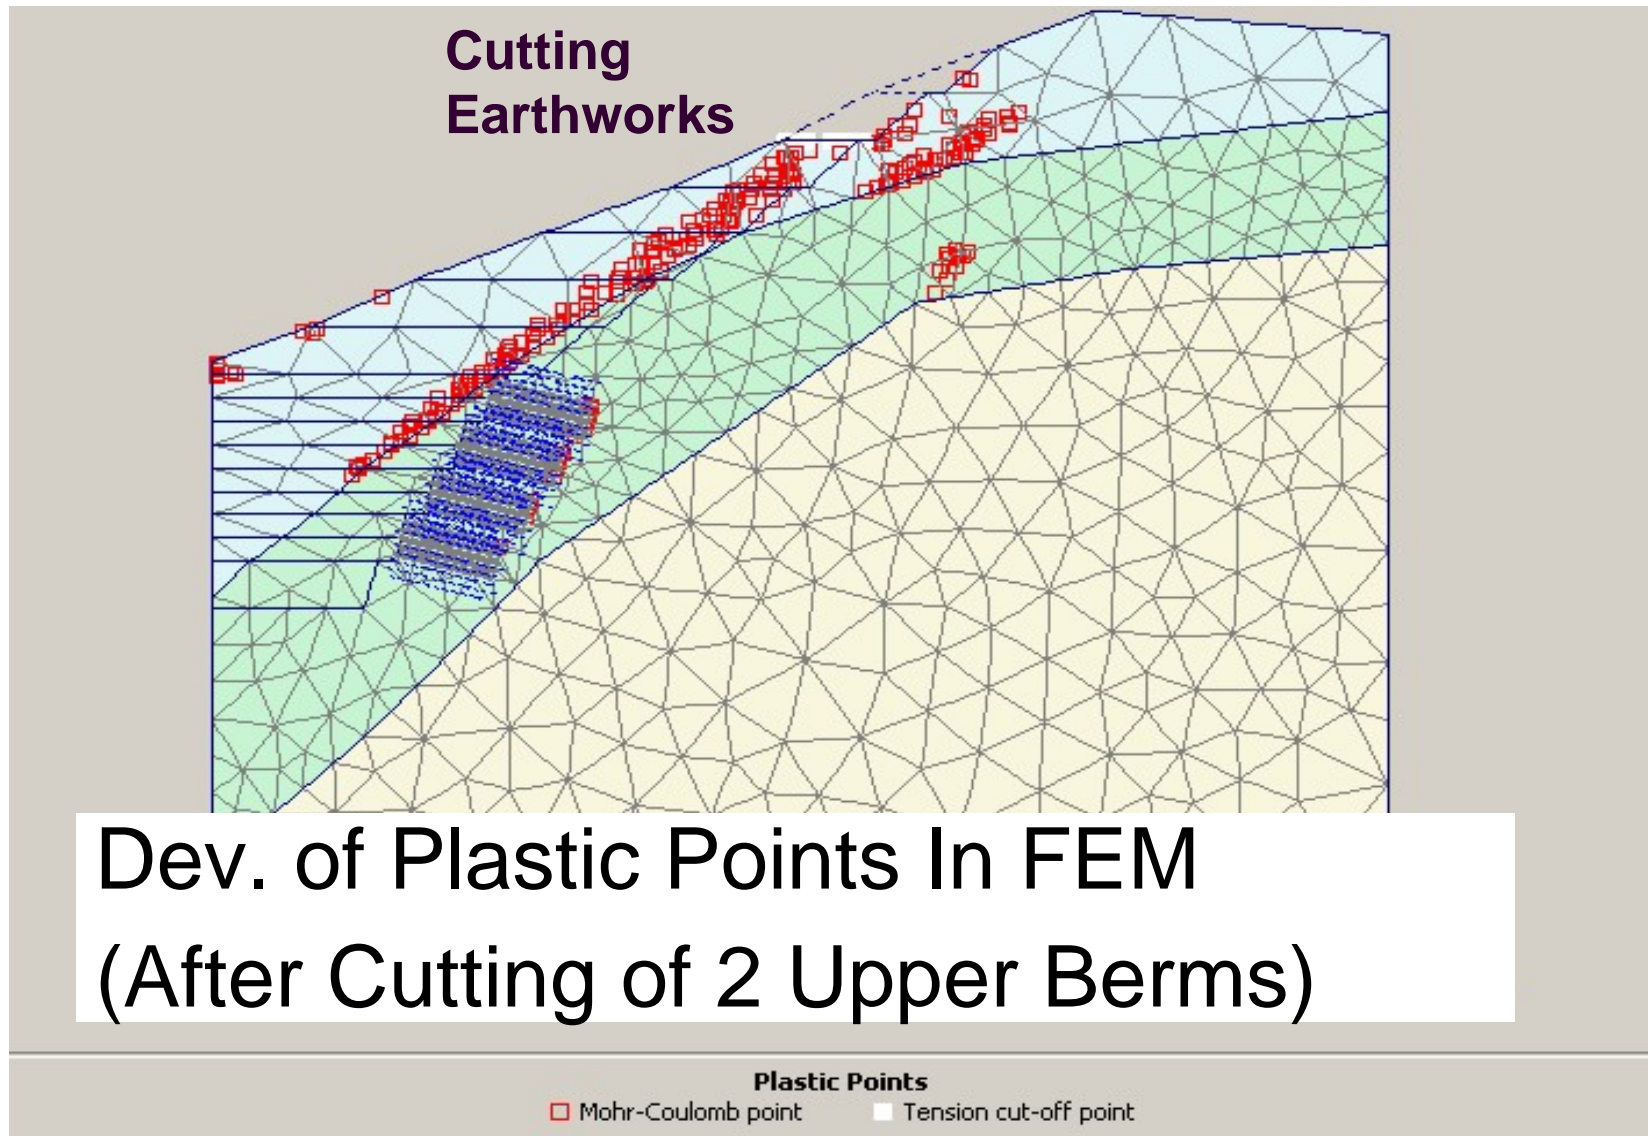 Cutting
Earthworks
Dev. of Plastic Points In FEM
(After Cutting of 2 Upper Berms)
Plastic Points
Mohr-Coulomb point
Tension cut-off point